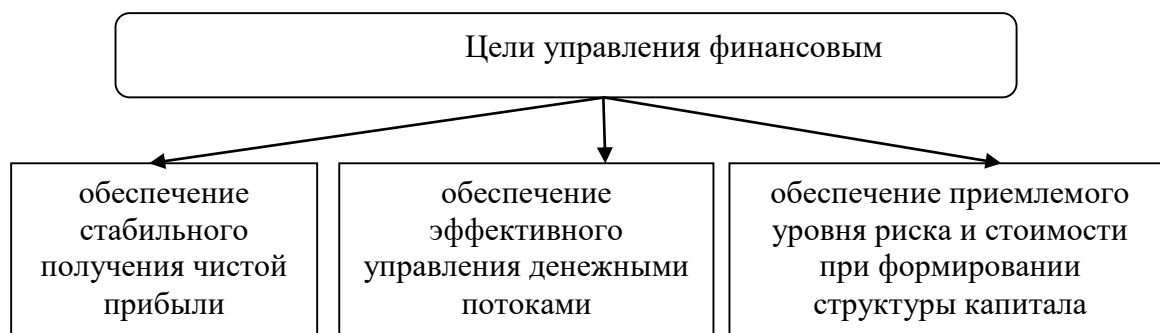 Цели управления финансовым
обеспечение
стабильного
получения чистой
прибыли
обеспечение
эффективного
управления денежными
потоками
обеспечение приемлемого
уровня риска и стоимости
при формировании
структуры капитала